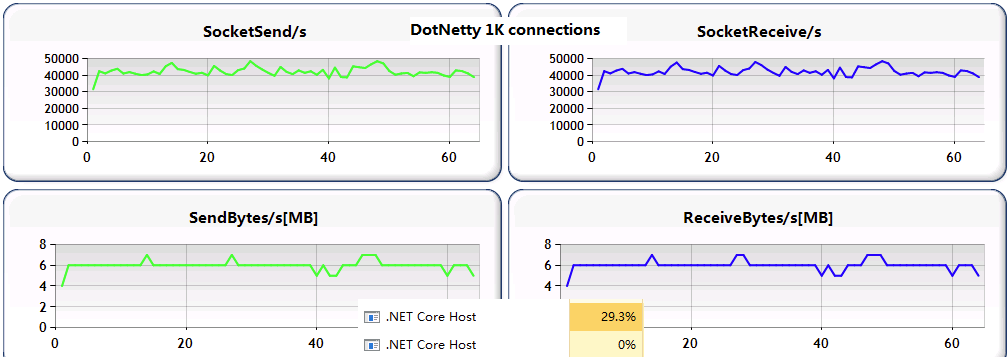 DotNetty 1K connections
SocketSend/s
50000
40000
30000
20000
10000
0
0 20 40 60
SocketReceive/s
50000
40000
30000
20000
10000
0
0 20 40 60
SendBytes/s[MB]
8
6
4
2
0
0 20 40
ReceiveBytes/s[MB]
8
6
4
20 40 60
.NET Core Host 29.3%
.NET Core Host 0%